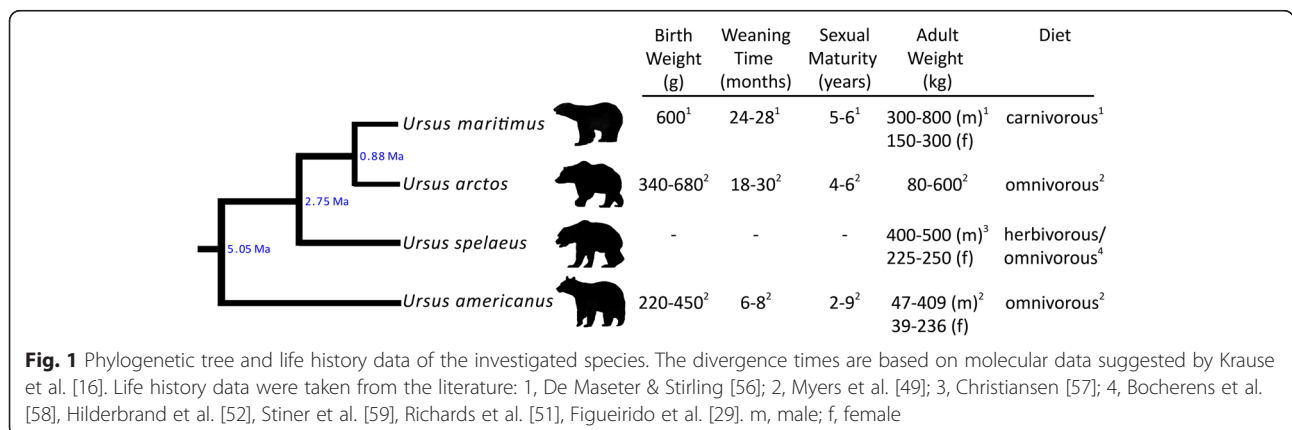 Birth Weaning Sexual Adult Diet
Weight Time Maturity Weight
(g) (months) (years) (kg)
Ursus maritimus 600¹ 24-28¹ 5-6¹ 300-800 (m)¹ carnivorous¹
150-300 (f)
0.88 Ma
Ursus arctos 340-680² 18-30² 4-6² 80-600² omnivorous²
2.75 Ma
Ursus spelaeus - - - 400-500 (m)³ herbivorous/
225-250 (f) omnivorous⁴
5.05 Ma
Ursus americanus 220-450² 6-8² 2-9² 47-409 (m)² omnivorous²
39-236 (f)
Fig. 1 Phylogenetic tree and life history data of the investigated species. The divergence times are based on molecular data suggested by Krause
et al. [16]. Life history data were taken from the literature: 1, De Maseter & Stirling [56]; 2, Myers et al. [49]; 3, Christiansen [57]; 4, Bocherens et al.
[58], Hilderbrand et al. [52], Stiner et al. [59], Richards et al. [51], Figueirido et al. [29]. m, male; f, female